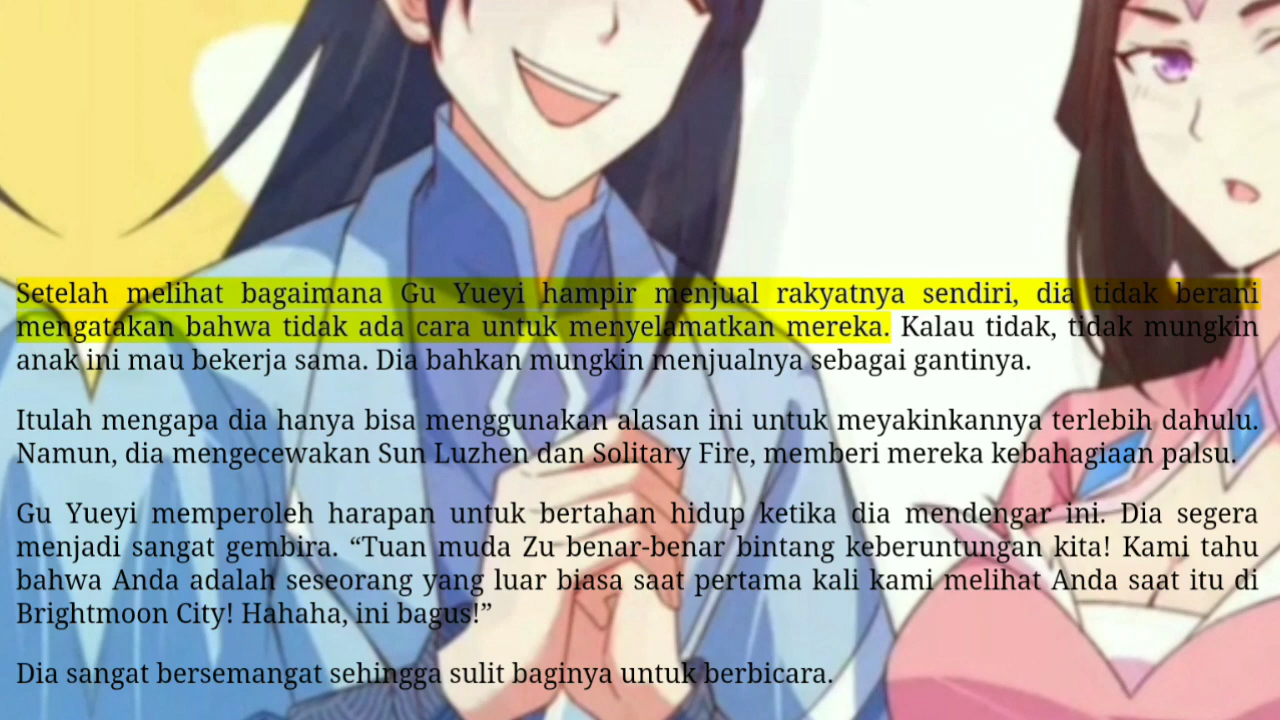 Setelah melihat bagaimana Gu Yueyi hampir menjual rakyatnya sendiri, dia tidak berani
mengatakan bahwa tidak ada cara untuk menyelamatkan mereka. Kalau tidak, tidak mungkin
anak ini mau bekerja sama. Dia bahkan mungkin menjualnya sebagai gantinya.
Itulah mengapa dia hanya bisa menggunakan alasan ini untuk meyakinkannya terlebih dahulu.
Namun, dia mengecewakan Sun Luzhen dan Solitary Fire, memberi mereka kebahagiaan palsu.
Gu Yueyi memperoleh harapan untuk bertahan hidup ketika dia mendengar ini. Dia segera
menjadi sangat gembira. “Tuan muda Zu benar-benar bintang keberuntungan kita! Kami tahu
bahwa Anda adalah seseorang yang luar biasa saat pertama kali kami melihat Anda saat itu di
Brightmoon City! Hahaha, ini bagus!”
Dia sangat bersemangat sehingga sulit baginya untuk berbicara.